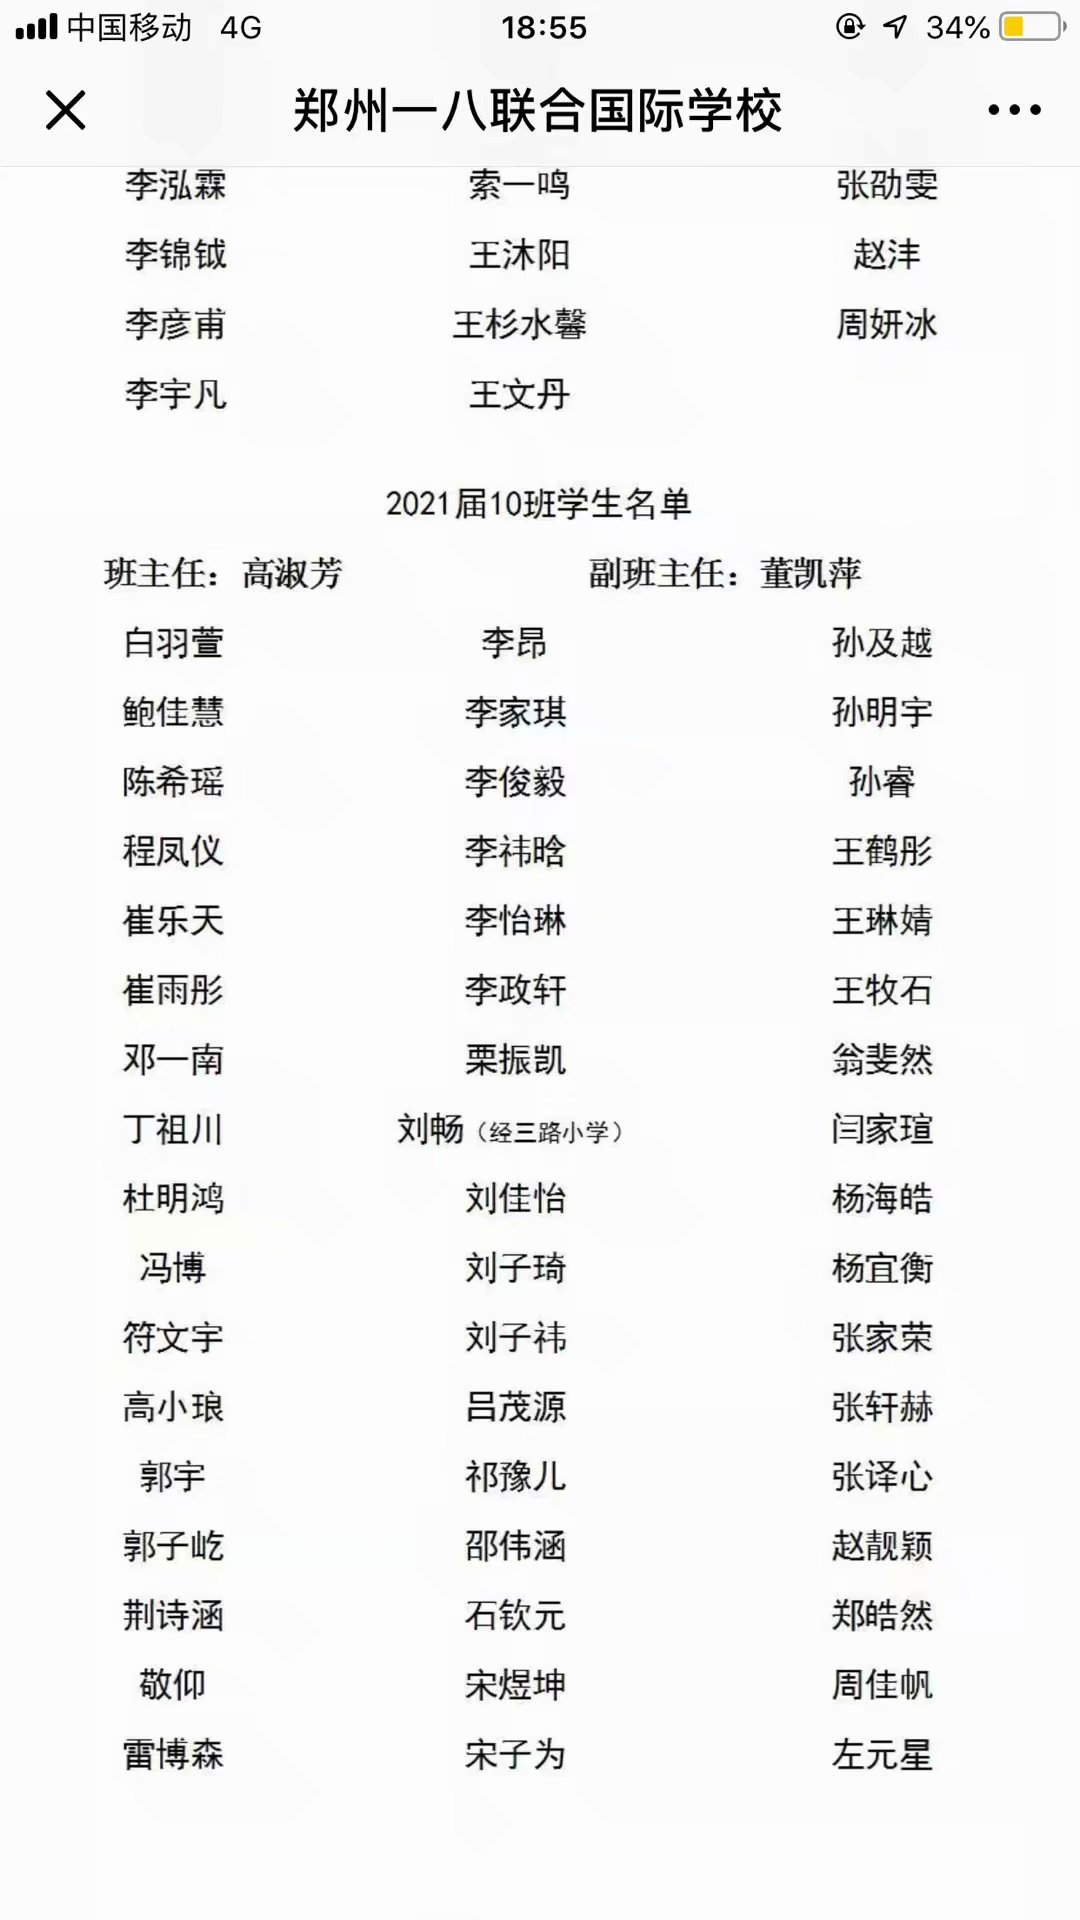 中国移动 4G 18:55 34%
郑州一八联合国际学校
李泓霖 索一鸣 张劭雯
李锦钺 王沐阳 赵沣
李彦甫 王杉水馨 周妍冰
李宇凡 王文丹
2021届10班学生名单
班主任：高淑芳 副班主任：董凯萍
白羽萱 李昂 孙及越
鲍佳慧 李家琪 孙明宇
陈希瑶 李俊毅 孙睿
程凤仪 李祎晗 王鹤彤
崔乐天 李怡琳 王琳婧
崔雨彤 李政轩 王牧石
邓一南 栗振凯 翁斐然
丁祖川 刘畅（经三路小学） 闫家瑄
杜明鸿 刘佳怡 杨海皓
冯博 刘子琦 杨宜衡
符文宇 刘子祎 张家荣
高小琅 吕茂源 张轩赫
郭宇 祁豫儿 张译心
郭子屹 邵伟涵 赵靓颖
荆诗涵 石钦元 郑皓然
敬仰 宋煜坤 周佳帆
雷博森 宋子为 左元星